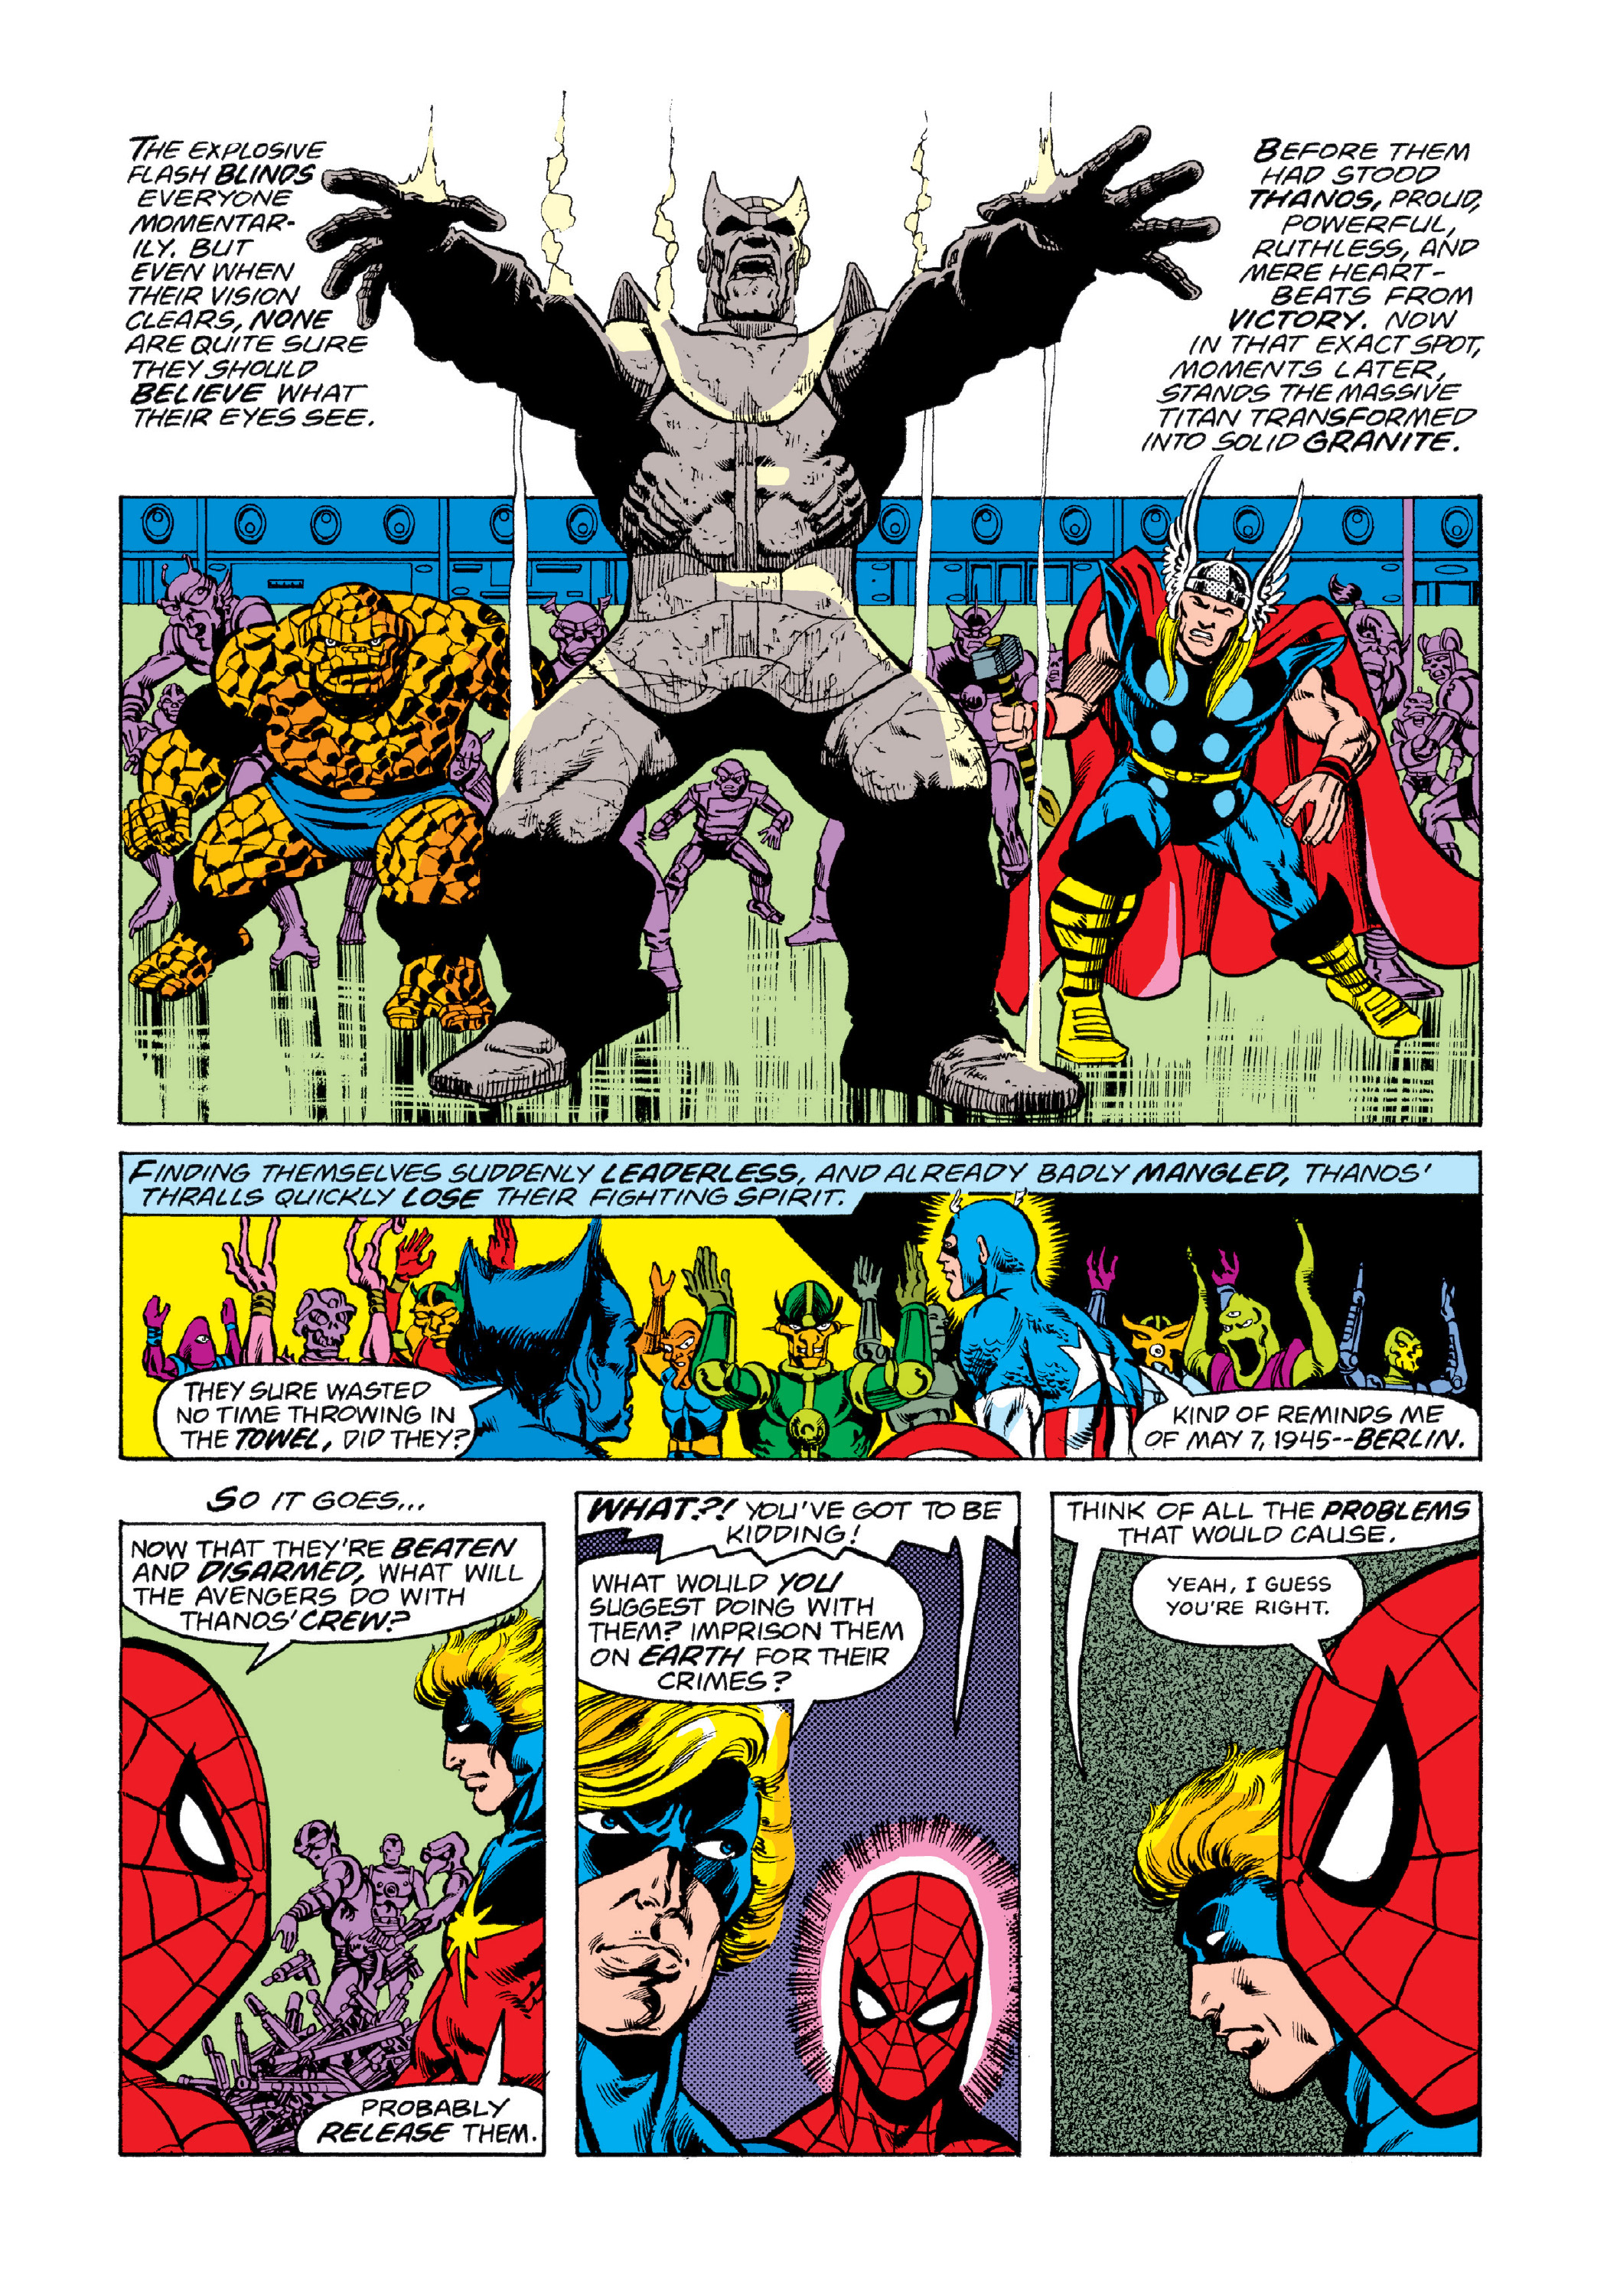 THE EXPLOSIVE
FLASH BLINDS
EVERYONE
MOMENTAR-
ILY. BUT
EVEN WHEN
THEIR VISION
CLEARS, NONE
ARE QUITE SURE
THEY SHOULD
BELIEVE WHAT
THEIR EYES SEE.
BEFORE THEM
HAD STOOD
THANOS, PROUD,
POWERFUL,
RUTHLESS, AND
MERE HEART-
BEATS FROM
VICTORY. NOW
IN THAT EXACT SPOT,
MOMENTS LATER,
STANDS THE MASSIVE
TITAN TRANSFORMED
INTO SOLID GRANITE.
FINDING THEMSELVES SUDDENLY LEADERLESS, AND ALREADY BADLY MANGLED, THANOS'
THRALLS QUICKLY LOSE THEIR FIGHTING SPIRIT.
THEY SURE WASTED
NO TIME THROWING IN
THE TOWEL, DID THEY?
KIND OF REMINDS ME
OF MAY 7, 1945--BERLIN.
SO IT GOES...
NOW THAT THEY'RE BEATEN
AND DISARMED, WHAT WILL
THE AVENGERS DO WITH
THANOS' CREW?
PROBABLY
RELEASE THEM.
WHAT?! YOU'VE GOT TO BE
KIDDING!
WHAT WOULD YOU
SUGGEST DOING WITH
THEM? IMPRISON THEM
ON EARTH FOR THEIR
CRIMES?
THINK OF ALL THE PROBLEMS
THAT WOULD CAUSE.
YEAH, I GUESS
YOU'RE RIGHT.